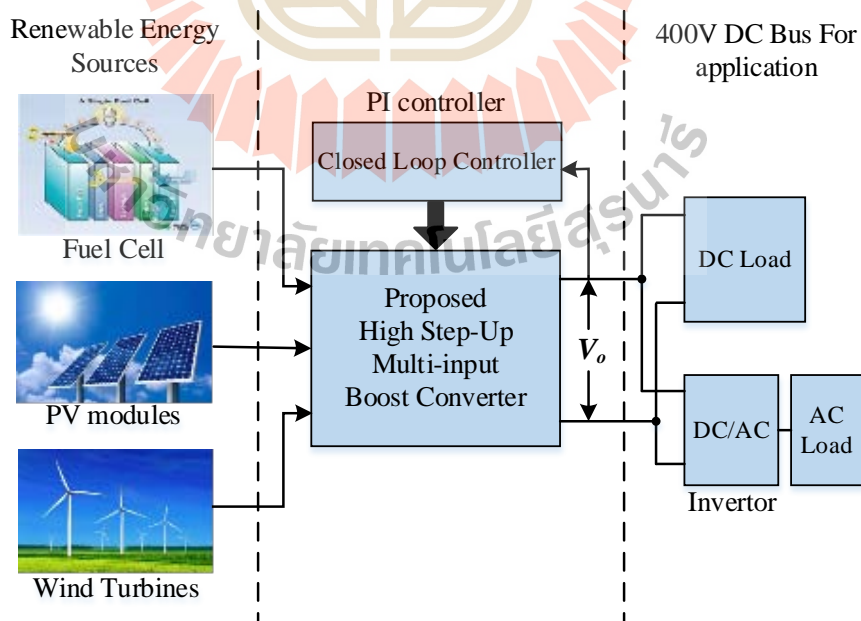 Renewable Energy
Sources
400V DC Bus For
application
PI controller
Closed Loop Controller
Fuel Cell
Proposed
High Step-Up
Multi-input
Boost Converter
Vo
DC Load
PV modules
DC/AC
AC
Load
Invertor
Wind Turbines